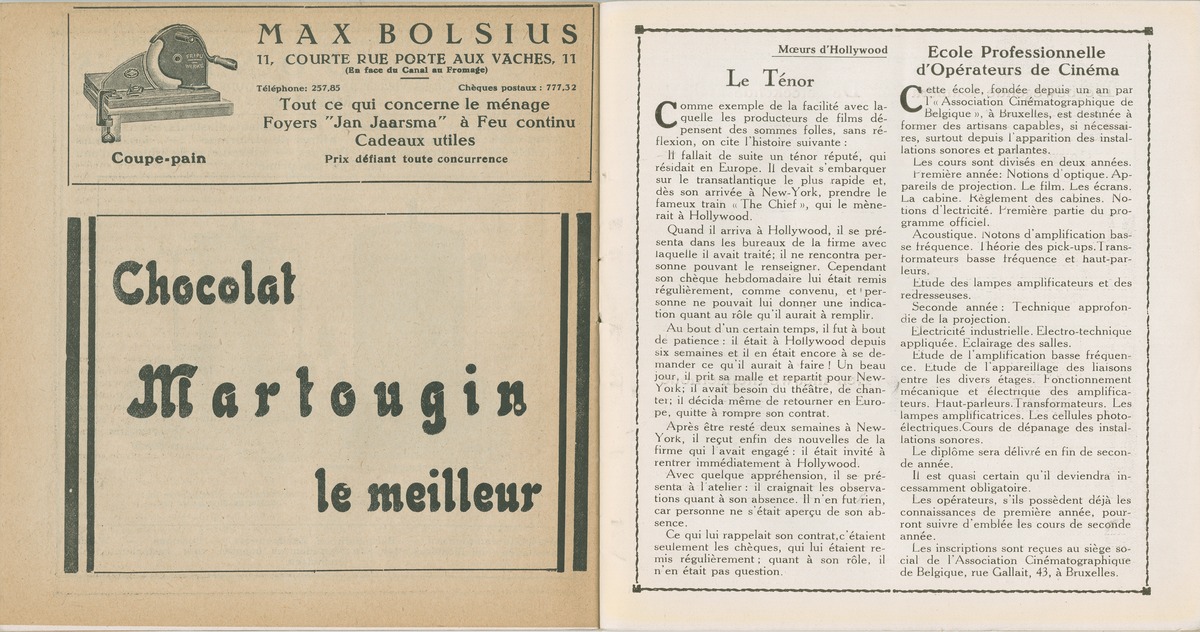 MAX BOLSIUS
11, COURTE RUE PORTE AUX VACHES, 11
(En face du Canal au Fromage)
Téléphone: 257.85 Chèques postaux : 777,32
Tout ce qui concerne le ménage
Foyers "Jan Jaarsma" à Feu continu
Cadeaux utiles
Prix défiant toute concurrence
Coupe-pain
Chocolat
Martougin
le meilleur
Mœurs d'Hollywood
Le Ténor
Comme exemple de la facilité avec la-
quelle les producteurs de films dé-
pensent des sommes folles, sans ré-
flexion, on cite l'histoire suivante :
Il fallait de suite un ténor réputé, qui
résidait en Europe. Il devait s'embarquer
sur le transatlantique le plus rapide et,
dès son arrivée à New-York, prendre le
fameux train « The Chief », qui le mène-
rait à Hollywood.
Quand il arriva à Hollywood, il se pré-
senta dans les bureaux de la firme avec
laquelle il avait traité; il ne rencontra per-
sonne pouvant le renseigner. Cependant
son chèque hebdomadaire lui était remis
régulièrement, comme convenu, et per-
sonne ne pouvait lui donner une indica-
tion quant au rôle qu'il aurait à remplir.
Au bout d'un certain temps, il fut à bout
de patience : il était à Hollywood depuis
six semaines et il en était encore à se de-
mander ce qu'il aurait à faire ! Un beau
jour, il prit sa malle et repartit pour New-
York; il avait besoin du théâtre, de chan-
ter; il décida même de retourner en Euro-
pe, quitte à rompre son contrat.
Après être resté deux semaines à New-
York, il reçut enfin des nouvelles de la
firme qui l'avait engagé : il était invité à
rentrer immédiatement à Hollywood.
Avec quelque appréhension, il se pré-
senta à l'atelier : il craignait les observa-
tions quant à son absence. Il n'en fut rien,
car personne ne s'était aperçu de son ab-
sence.
Ce qui lui rappelait son contrat,c'étaient
seulement les chèques, qui lui étaient re-
mis régulièrement ; quant à son rôle, il
n'en était pas question.
Ecole Professionnelle
d'Opérateurs de Cinéma
Cette école, fondée depuis un an par
l'« Association Cinématographique de
Belgique », à Bruxelles, est destinée à
former des artisans capables, si nécessai-
res, surtout depuis l'apparition des instal-
lations sonores et parlantes.
Les cours sont divisés en deux années.
Première année: Notions d'optique. Ap-
pareils de projection. Le film. Les écrans.
La cabine. Règlement des cabines. No-
tions d'lectricité. Première partie du pro-
gramme officiel.
Acoustique. Notons d'amplification bas-
se fréquence. Théorie des pick-ups.Trans-
formateurs basse fréquence et haut-par-
leurs.
Etude des lampes amplificateurs et des
redresseuses.
Seconde année : Technique approfon-
die de la projection.
Electricité industrielle. Electro-technique
appliquée. Eclairage des salles.
Etude de l'amplification basse fréquen-
ce. Etude de l'appareillage des liaisons
entre les divers étages. Fonctionnement
mécanique et électrique des amplifica-
teurs. Haut-parleurs.Transformateurs. Les
lampes amplificatrices. Les cellules photo-
électriques.Cours de dépanage des instal-
lations sonores.
Le diplôme sera délivré en fin de secon-
de année.
Il est quasi certain qu'il deviendra in-
cessamment obligatoire.
Les opérateurs, s'ils possèdent déjà les
connaissances de première année, pour-
ront suivre d'emblée les cours de seconde
année.
Les inscriptions sont reçues au siège so-
cial de l'Association Cinématographique
de Belgique, rue Gallait, 43, à Bruxelles.